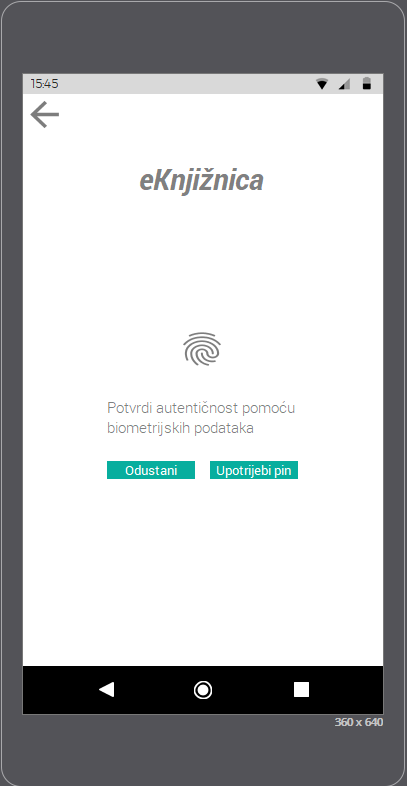 15:45
eKnjižnica
Potvrdi autentičnost pomoću
biometrijskih podataka
Odustani
Upotrijebi pin
360 x 640